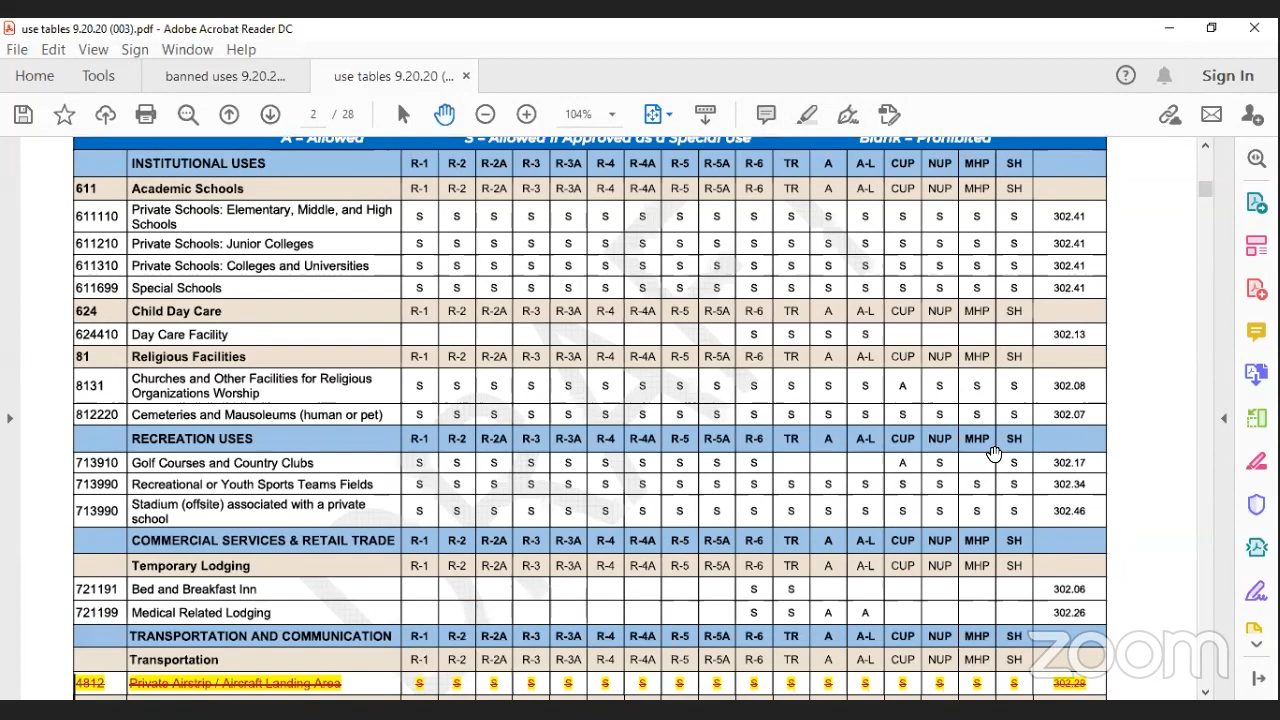 use tables 9.20.20 (003).pdf - Adobe Acrobat Reader DC
File Edit View Sign Window Help
Home Tools banned uses 9.20.2... use tables 9.20.20 (... × Sign In
2 / 28 104%
A = Allowed S = Allowed if Approved as a Special Use Blank = Prohibited
INSTITUTIONAL USES R-1 R-2 R-2A R-3 R-3A R-4 R-4A R-5 R-5A R-6 TR A A-L CUP NUP MHP SH
611 Academic Schools R-1 R-2 R-2A R-3 R-3A R-4 R-4A R-5 R-5A R-6 TR A A-L CUP NUP MHP SH
611110 Private Schools: Elementary, Middle, and High Schools S S S S S S S S S S S S S S S S S 302.41
611210 Private Schools: Junior Colleges S S S S S S S S S S S S S S S S S 302.41
611310 Private Schools: Colleges and Universities S S S S S S S S S S S S S S S S S 302.41
611699 Special Schools S S S S S S S S S S S S S S S S S 302.41
624 Child Day Care R-1 R-2 R-2A R-3 R-3A R-4 R-4A R-5 R-5A R-6 TR A A-L CUP NUP MHP SH
624410 Day Care Facility S S S S 302.13
81 Religious Facilities R-1 R-2 R-2A R-3 R-3A R-4 R-4A R-5 R-5A R-6 TR A A-L CUP NUP MHP SH
8131 Churches and Other Facilities for Religious Organizations Worship S S S S S S S S S S S S S A S S S 302.08
812220 Cemeteries and Mausoleums (human or pet) S S S S S S S S S S S S S S S S S 302.07
RECREATION USES R-1 R-2 R-2A R-3 R-3A R-4 R-4A R-5 R-5A R-6 TR A A-L CUP NUP MHP SH
713910 Golf Courses and Country Clubs S S S S S S S S S S A S S 302.17
713990 Recreational or Youth Sports Teams Fields S S S S S S S S S S S S S S S S S 302.34
713990 Stadium (offsite) associated with a private school S S S S S S S S S S S S S S S S S 302.46
COMMERCIAL SERVICES & RETAIL TRADE R-1 R-2 R-2A R-3 R-3A R-4 R-4A R-5 R-5A R-6 TR A A-L CUP NUP MHP SH
Temporary Lodging R-1 R-2 R-2A R-3 R-3A R-4 R-4A R-5 R-5A R-6 TR A A-L CUP NUP MHP SH
721191 Bed and Breakfast Inn S S 302.06
721199 Medical Related Lodging S S A A 302.26
TRANSPORTATION AND COMMUNICATION R-1 R-2 R-2A R-3 R-3A R-4 R-4A R-5 R-5A R-6 TR A A-L CUP NUP MHP SH
Transportation R-1 R-2 R-2A R-3 R-3A R-4 R-4A R-5 R-5A R-6 TR A A-L CUP NUP MHP SH
4812 Private Airstrip / Aircraft Landing Area S S S S S S S S S S S S S S S S S 302.28
DRAFT
zoom